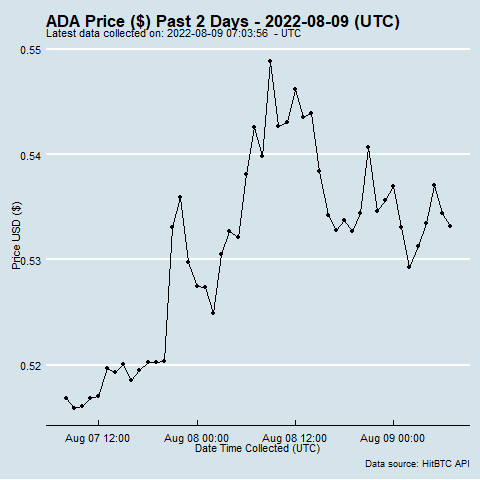 ADA Price ($) Past 2 Days - 2022-08-09 (UTC)
Latest data collected on: 2022-08-09 07:03:56 - UTC
0.55
0.54
0.53
0.52
Price USD ($)
Aug 07 12:00 Aug 08 00:00 Aug 08 12:00 Aug 09 00:00
Date Time Collected (UTC)
Data source: HitBTC API